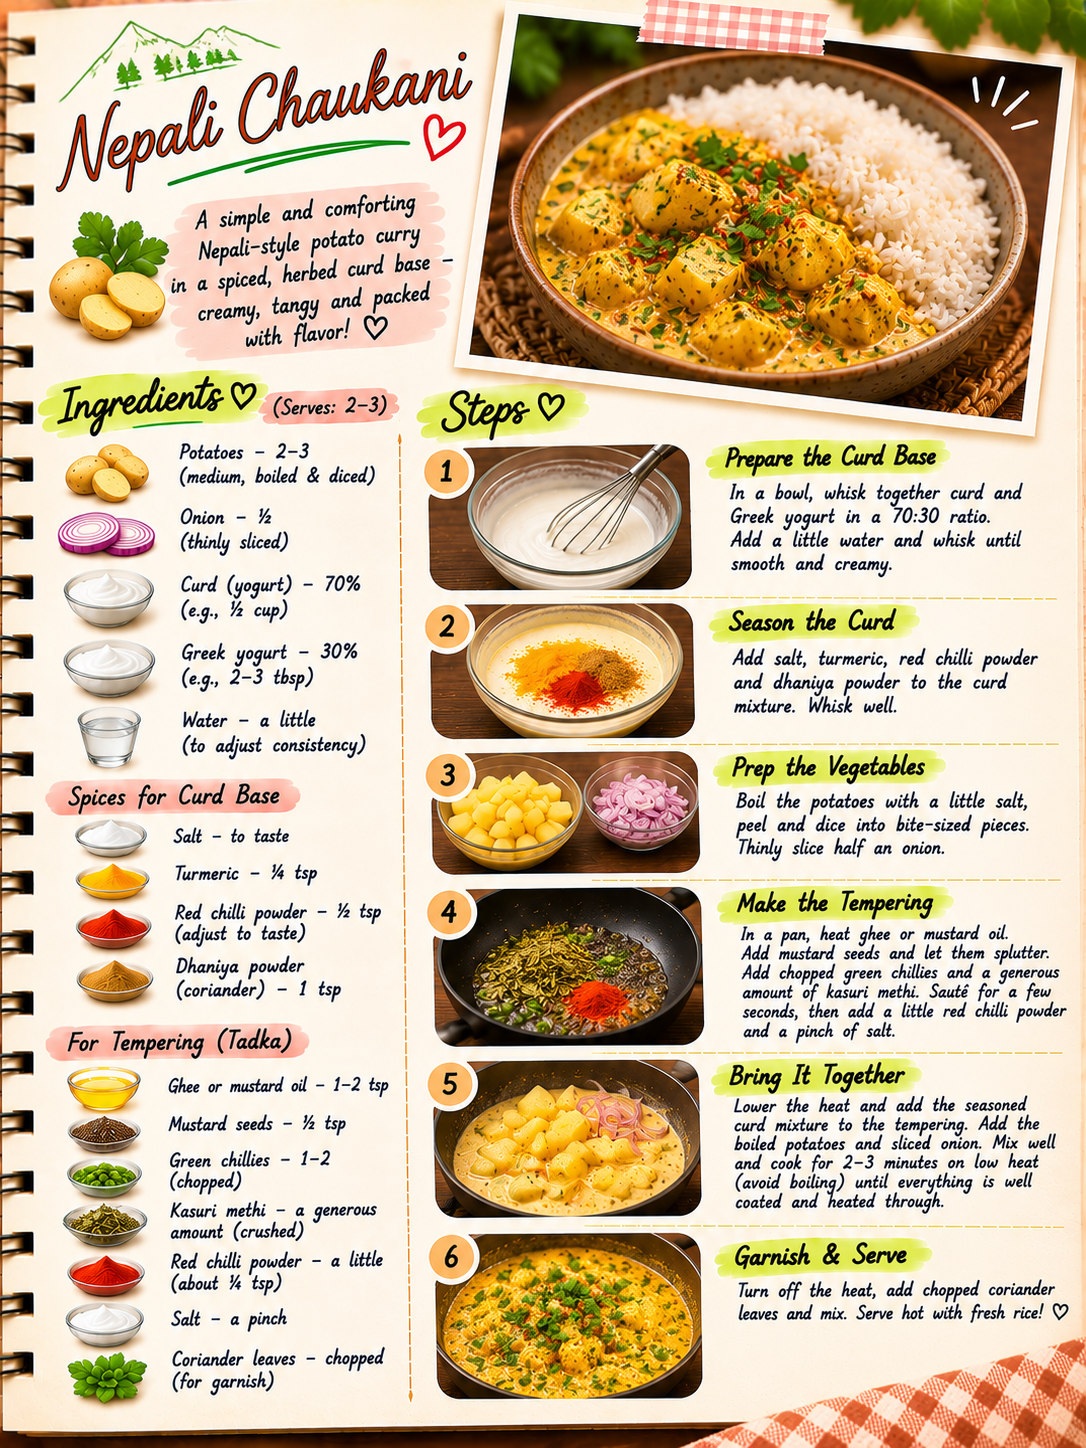 Nepali Chaukani
A simple and comforting
Nepali-style potato curry
in a spiced, herbed curd base –
creamy, tangy and packed
with flavor! ♡
Ingredients ♡ (Serves: 2-3)
Potatoes – 2-3
(medium, boiled & diced)
Onion – ½
(thinly sliced)
Curd (yogurt) – 70%
(e.g., ½ cup)
Greek yogurt – 30%
(e.g., 2-3 tbsp)
Water – a little
(to adjust consistency)
Spices for Curd Base
Salt – to taste
Turmeric – ¼ tsp
Red chilli powder – ½ tsp
(adjust to taste)
Dhaniya powder
(coriander) – 1 tsp
For Tempering (Tadka)
Ghee or mustard oil – 1-2 tsp
Mustard seeds – ½ tsp
Green chillies – 1-2
(chopped)
Kasuri methi – a generous
amount (crushed)
Red chilli powder – a little
(about ¼ tsp)
Salt – a pinch
Coriander leaves – chopped
(for garnish)
Steps ♡
1
Prepare the Curd Base
In a bowl, whisk together curd and
Greek yogurt in a 70:30 ratio.
Add a little water and whisk until
smooth and creamy.
2
Season the Curd
Add salt, turmeric, red chilli powder
and dhaniya powder to the curd
mixture. Whisk well.
3
Prep the Vegetables
Boil the potatoes with a little salt,
peel and dice into bite-sized pieces.
Thinly slice half an onion.
4
Make the Tempering
In a pan, heat ghee or mustard oil.
Add mustard seeds and let them splutter.
Add chopped green chillies and a generous
amount of kasuri methi. Sauté for a few
seconds, then add a little red chilli powder
and a pinch of salt.
5
Bring It Together
Lower the heat and add the seasoned
curd mixture to the tempering. Add the
boiled potatoes and sliced onion. Mix well
and cook for 2-3 minutes on low heat
(avoid boiling) until everything is well
coated and heated through.
6
Garnish & Serve
Turn off the heat, add chopped coriander
leaves and mix. Serve hot with fresh rice! ♡